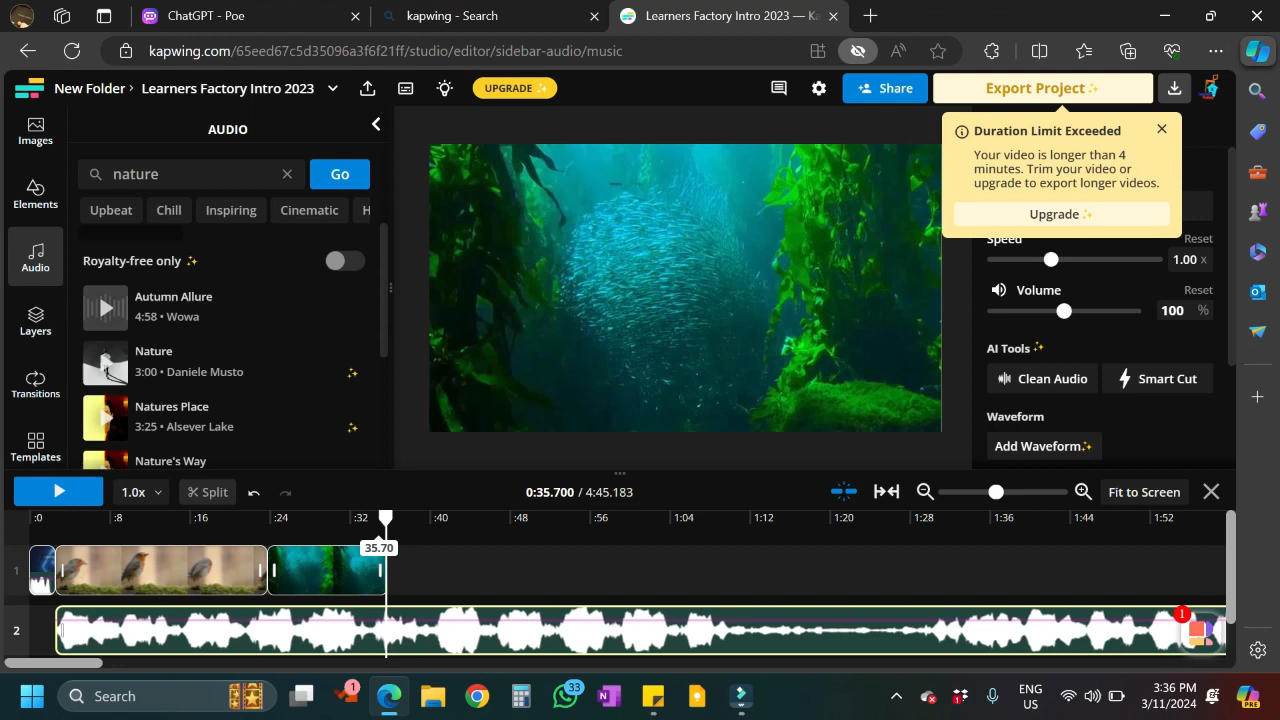 ChatGPT - Poe
kapwing - Search
Learners Factory Intro 2023 — Ka
kapwing.com/65eed67c5d35096a3f6f21ff/studio/editor/sidebar-audio/music
New Folder › Learners Factory Intro 2023
UPGRADE
Share
Export Project
Images
Elements
Audio
Layers
Transitions
Templates
AUDIO
nature
Go
Upbeat
Chill
Inspiring
Cinematic
H
Royalty-free only
Autumn Allure
4:58 • Wowa
Nature
3:00 • Daniele Musto
Natures Place
3:25 • Alsever Lake
Nature's Way
Duration Limit Exceeded
Your video is longer than 4
minutes. Trim your video or
upgrade to export longer videos.
Upgrade
Speed
Reset
1.00 x
Volume
Reset
100 %
AI Tools
Clean Audio
Smart Cut
Waveform
Add Waveform
1.0x
Split
0:35.700 / 4:45.183
Fit to Screen
:0 :8 :16 :24 :32 :40 :48 :56 1:04 1:12 1:20 1:28 1:36 1:44 1:52
35.70
1
2
1
Search
1
33
1
ENG
IN
3:36 PM
3/11/2024
PRE